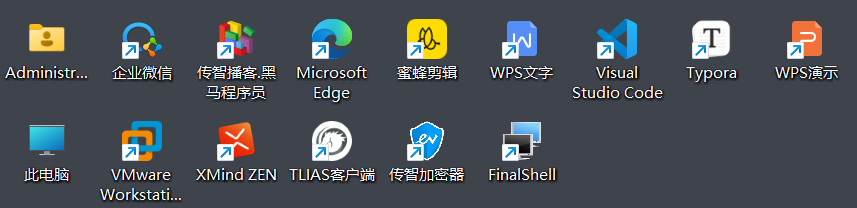 Administr...
企业微信
传智播客.黑
马程序员
Microsoft
Edge
蜜蜂剪辑
WPS文字
Visual
Studio Code
Typora
WPS演示
此电脑
VMware
Workstati...
XMind ZEN
TLIAS客户端
传智加密器
FinalShell